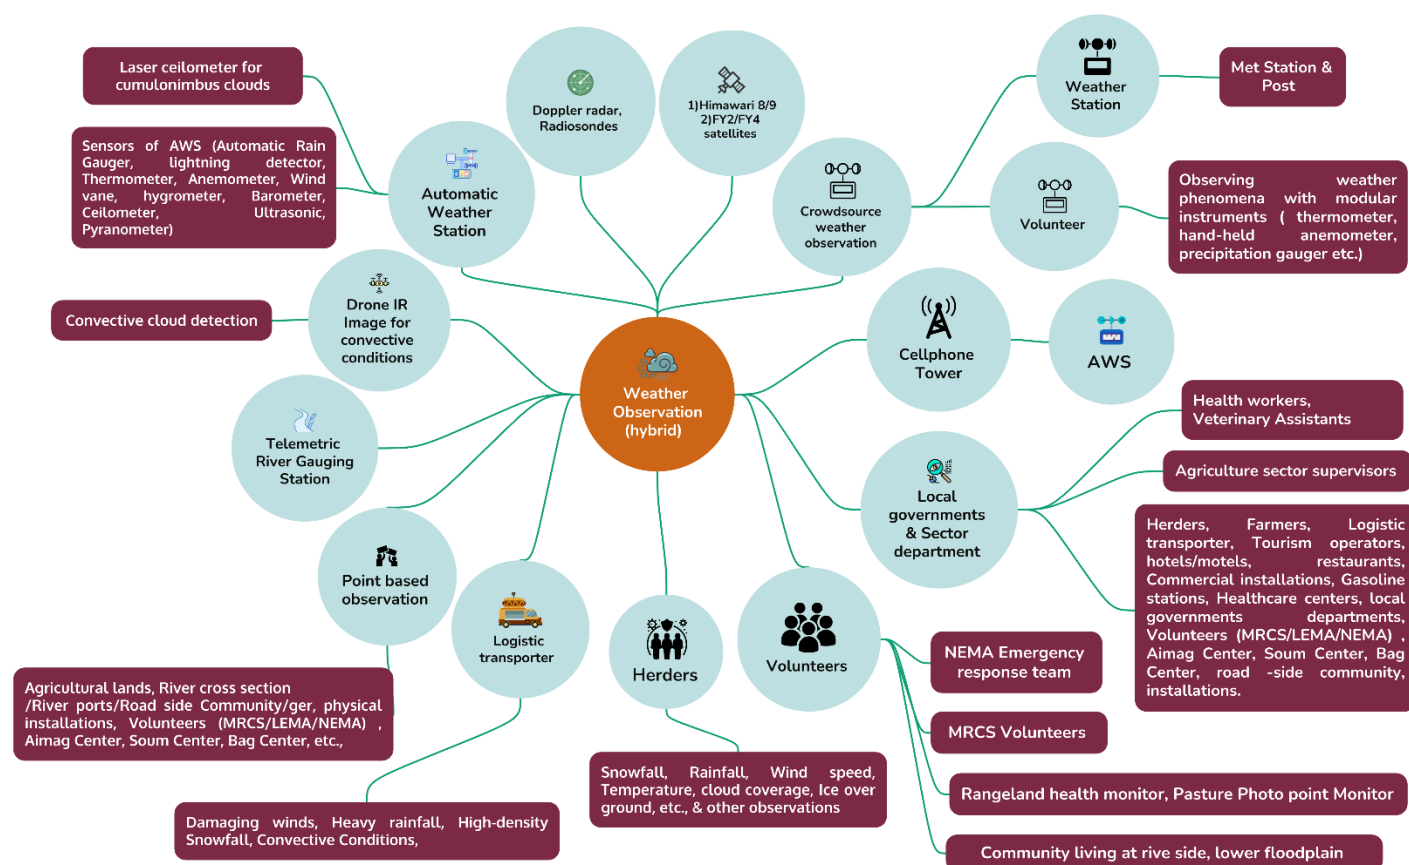 Laser ceilometer for
cumulonimbus clouds
Sensors of AWS (Automatic Rain
Gauger, lightning detector,
Thermometer, Anemometer, Wind
vane, hygrometer, Barometer,
Ceilometer, Ultrasonic,
Pyranometer)
Automatic
Weather
Station
Doppler radar,
Radiosondes
1)Himawari 8/9
2)FY2/FY4
satellites
Crowdsource
weather
observation
Weather
Station
Met Station &
Post
Volunteer
Observing weather
phenomena with modular
instruments ( thermometer,
hand-held anemometer,
precipitation gauger etc.)
Convective cloud detection
Drone IR
Image for
convective
conditions
Weather
Observation
(hybrid)
Cellphone
Tower
AWS
Telemetric
River Gauging
Station
Local
governments
& Sector
department
Health workers,
Veterinary Assistants
Agriculture sector supervisors
Herders, Farmers, Logistic
transporter, Tourism operators,
hotels/motels, restaurants,
Commercial installations, Gasoline
stations, Healthcare centers, local
governments departments,
Volunteers (MRCS/LEMA/NEMA) ,
Aimag Center, Soum Center, Bag
Center, road -side community,
installations.
Point based
observation
Agricultural lands, River cross section
/River ports/Road side Community/ger, physical
installations, Volunteers (MRCS/LEMA/NEMA) ,
Aimag Center, Soum Center, Bag Center, etc.,
Logistic
transporter
Damaging winds, Heavy rainfall, High-density
Snowfall, Convective Conditions,
Herders
Snowfall, Rainfall, Wind speed,
Temperature, cloud coverage, Ice over
ground, etc., & other observations
Volunteers
NEMA Emergency
response team
MRCS Volunteers
Rangeland health monitor, Pasture Photo point Monitor
Community living at rive side, lower floodplain